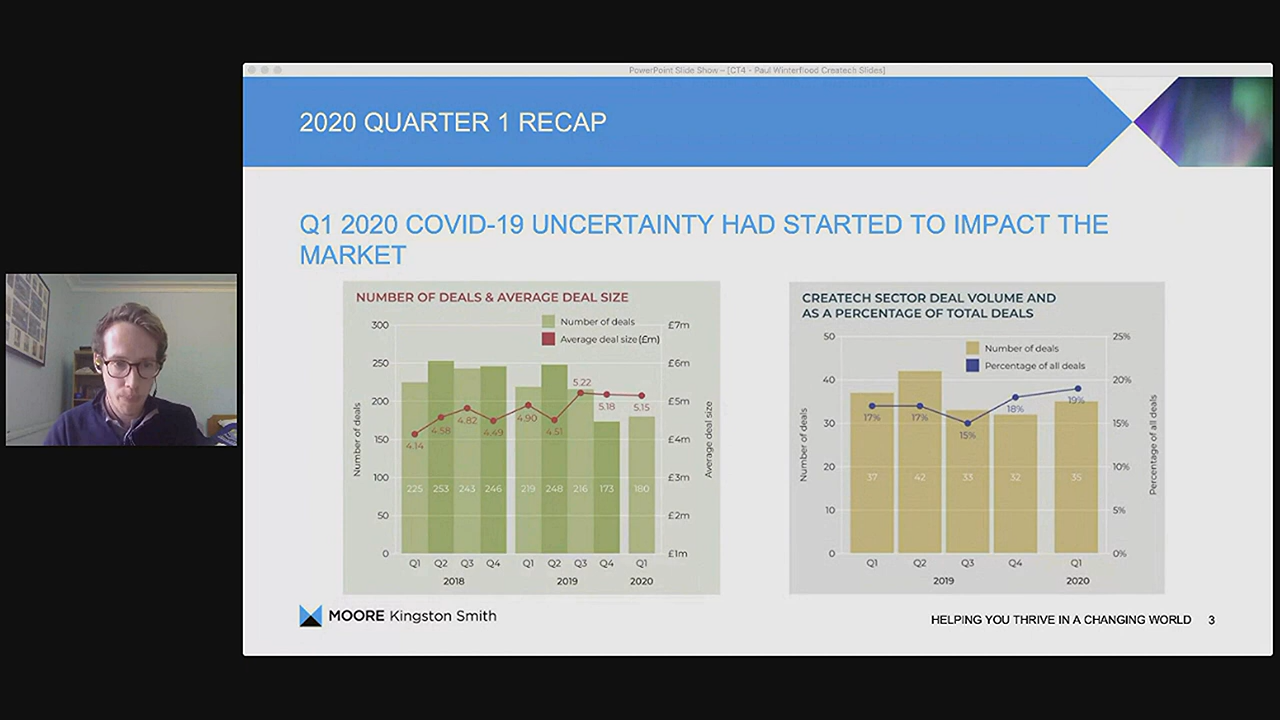 PowerPoint Slide Show - [CT4 - Paul Winterflood Createch Slides]
2020 QUARTER 1 RECAP
Q1 2020 COVID-19 UNCERTAINTY HAD STARTED TO IMPACT THE
MARKET
NUMBER OF DEALS & AVERAGE DEAL SIZE
Number of deals
Average deal size (£m)
300
250
200
150
100
50
0
Number of deals
£7m
£6m
£5m
£4m
£3m
£2m
£1m
Average deal size
4.14
4.58
4.82
4.49
4.90
4.51
5.22
5.18
5.15
225 253 243 246 219 248 216 173 180
Q1 Q2 Q3 Q4 Q1 Q2 Q3 Q4 Q1
2018 2019 2020
CREATECH SECTOR DEAL VOLUME AND
AS A PERCENTAGE OF TOTAL DEALS
Number of deals
Percentage of all deals
50
40
30
20
10
0
Number of deals
25%
20%
15%
10%
5%
0%
Percentage of all deals
17% 17% 15% 18% 19%
37 42 33 32 35
Q1 Q2 Q3 Q4 Q1
2019 2020
MOORE Kingston Smith
HELPING YOU THRIVE IN A CHANGING WORLD 3